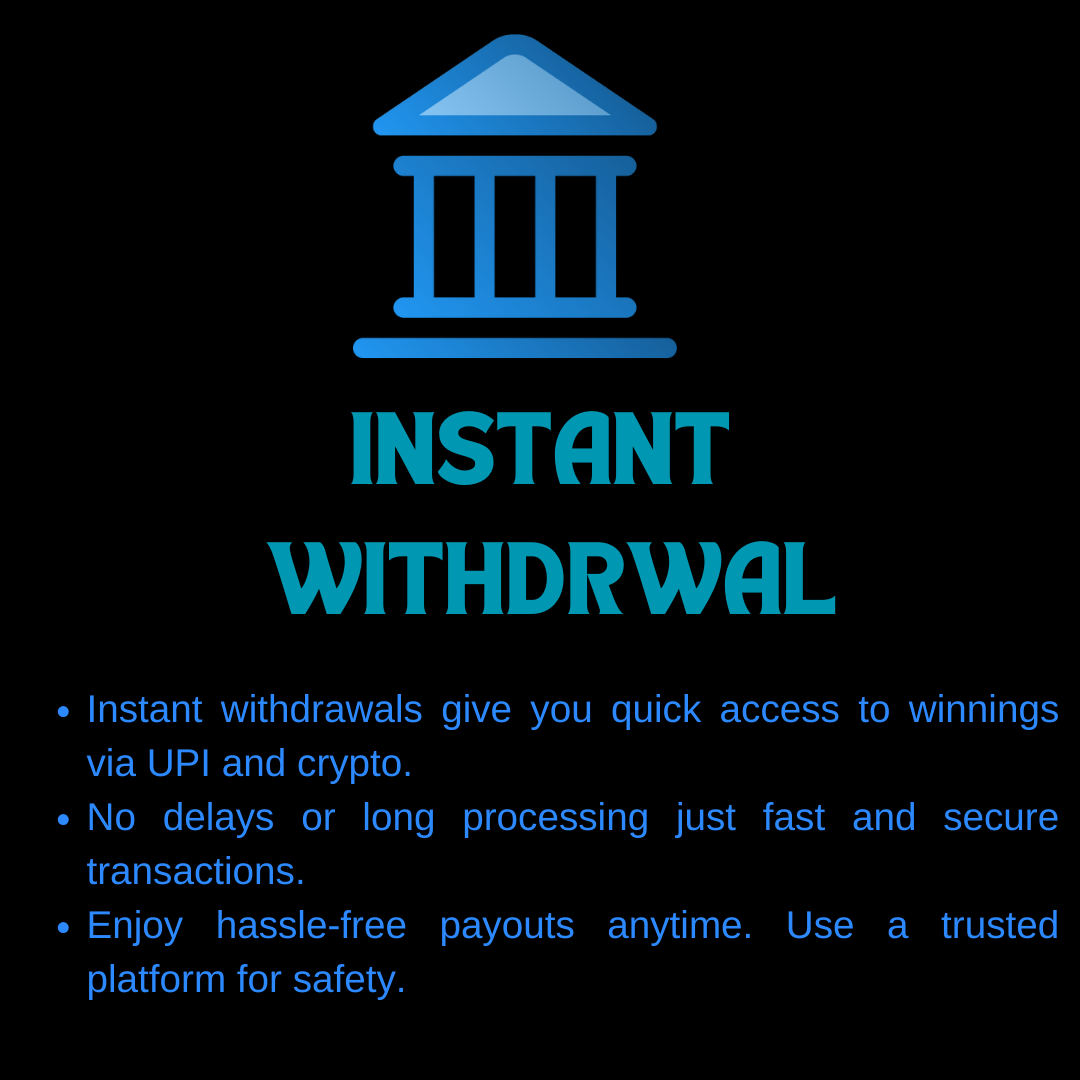 INSTANT
WITHDRWAL
• Instant withdrawals give you quick access to winnings
via UPI and crypto.
• No delays or long processing just fast and secure
transactions.
• Enjoy hassle-free payouts anytime. Use a trusted
platform for safety.